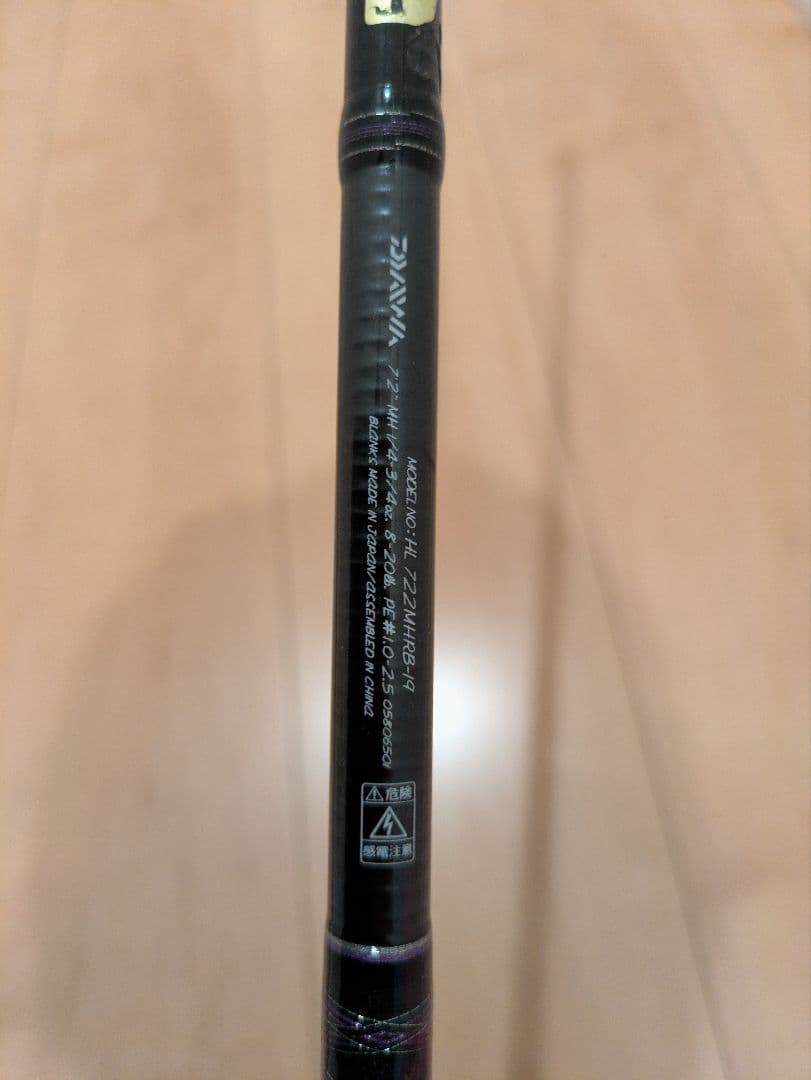 DAIWA
MODEL NO: HL 722MHRB-19
7'2" MH 1/4-3/4oz. 8-20lb. PE#1.0-2.5 05806501
BLANKS MADE IN JAPAN/ASSEMBLED IN CHINA
危険
感電注意